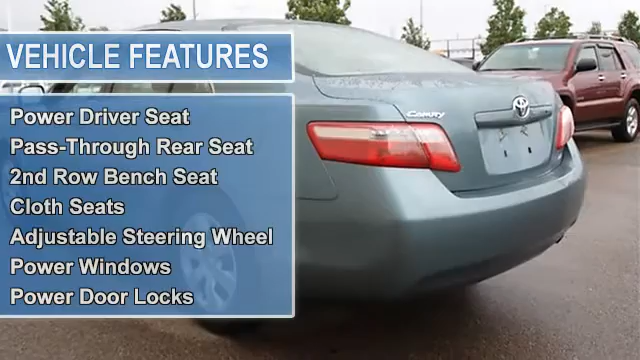 VEHICLE FEATURES
Power Driver Seat
Pass-Through Rear Seat
2nd Row Bench Seat
Cloth Seats
Adjustable Steering Wheel
Power Windows
Power Door Locks
Camry